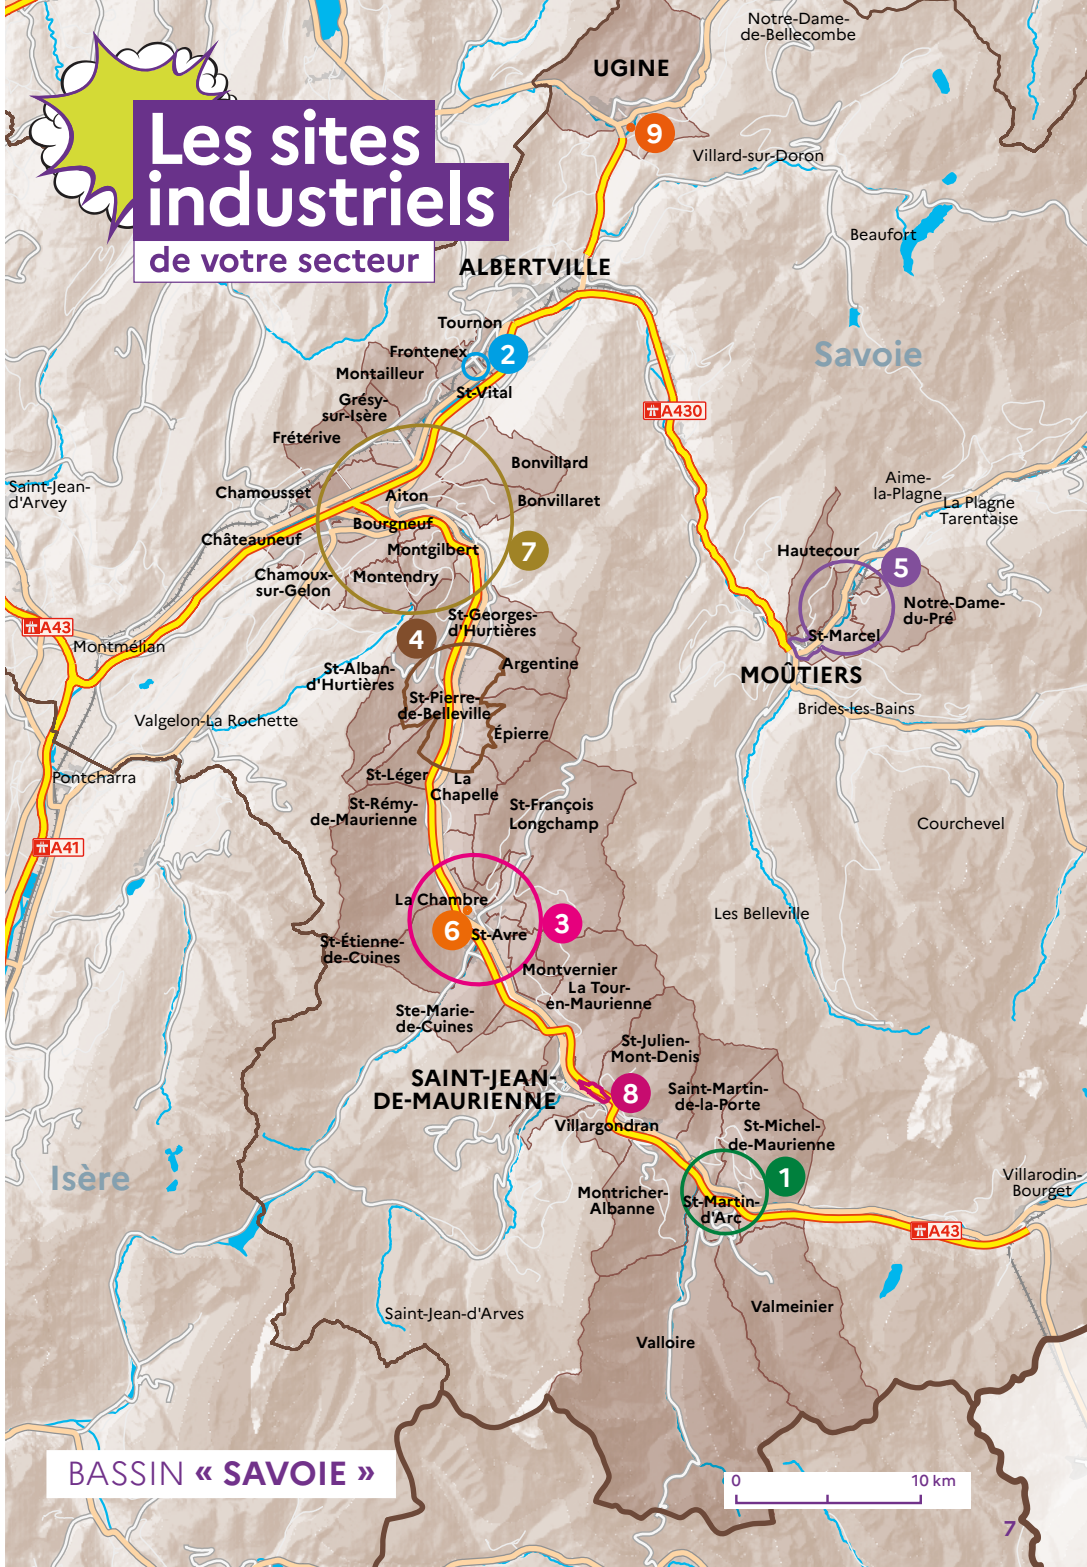 Notre-Dame-
de-Bellecombe
UGINE
9
Villard-sur-Doron
Les sites
industriels
de votre secteur
Beaufort
ALBERTVILLE
Tournon
Frontenex
2
Savoie
Montailleur
St-Vital
Grésy-
sur-Isère
A430
Fréterive
Bonvillard
Saint-Jean-
d'Arvey
Chamousset
Aiton
Bonvillaret
Aime-
la-Plagne
La Plagne
Tarentaise
Bourgneuf
Châteauneuf
Montgilbert
7
Hautecour
5
Chamoux-
sur-Gelon
Montendry
Notre-Dame-
du-Pré
St-Georges-
d'Hurtières
A43
4
St-Marcel
Montmélian
Argentine
St-Alban-
d'Hurtières
MOÛTIERS
St-Pierre-
de-Belleville
Brides-les-Bains
Valgelon-La Rochette
Épierre
Pontcharra
St-Léger
La
Chapelle
St-Rémy-
de-Maurienne
St-François
Longchamp
Courchevel
A41
La Chambre
Les Belleville
6
St-Avre
3
St-Étienne-
de-Cuines
Montvernier
La Tour-
en-Maurienne
Ste-Marie-
de-Cuines
St-Julien-
Mont-Denis
SAINT-JEAN-
DE-MAURIENNE
8
Saint-Martin-
de-la-Porte
Villargondran
St-Michel-
de-Maurienne
Isère
1
Villarodin-
Bourget
Montricher-
Albanne
St-Martin-
d'Arc
A43
Saint-Jean-d'Arves
Valmeinier
Valloire
BASSIN « SAVOIE »
0 10 km
7